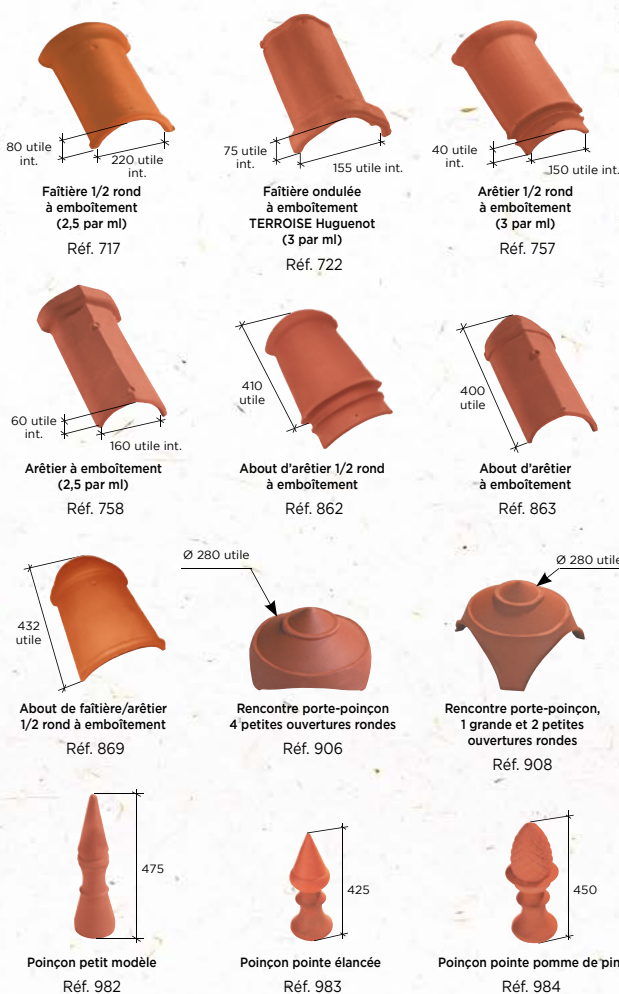 80 utile
int.
220 utile
int.
Faîtière 1/2 rond
à emboîtement
(2,5 par ml)
Réf. 717
75 utile
int.
155 utile int.
Faîtière ondulée
à emboîtement
TERROISE Huguenot
(3 par ml)
Réf. 722
40 utile
int.
150 utile int.
Arêtier 1/2 rond
à emboîtement
(3 par ml)
Réf. 757
60 utile
int.
160 utile int.
Arêtier à emboîtement
(2,5 par ml)
Réf. 758
410
utile
About d’arêtier 1/2 rond
à emboîtement
Réf. 862
400
utile
About d’arêtier
à emboîtement
Réf. 863
432
utile
About de faîtière/arêtier
1/2 rond à emboîtement
Réf. 869
Ø 280 utile
Rencontre porte-poinçon
4 petites ouvertures rondes
Réf. 906
Ø 280 utile
Rencontre porte-poinçon,
1 grande et 2 petites
ouvertures rondes
Réf. 908
475
Poinçon petit modèle
Réf. 982
425
Poinçon pointe élancée
Réf. 983
450
Poinçon pointe pomme de pin
Réf. 984